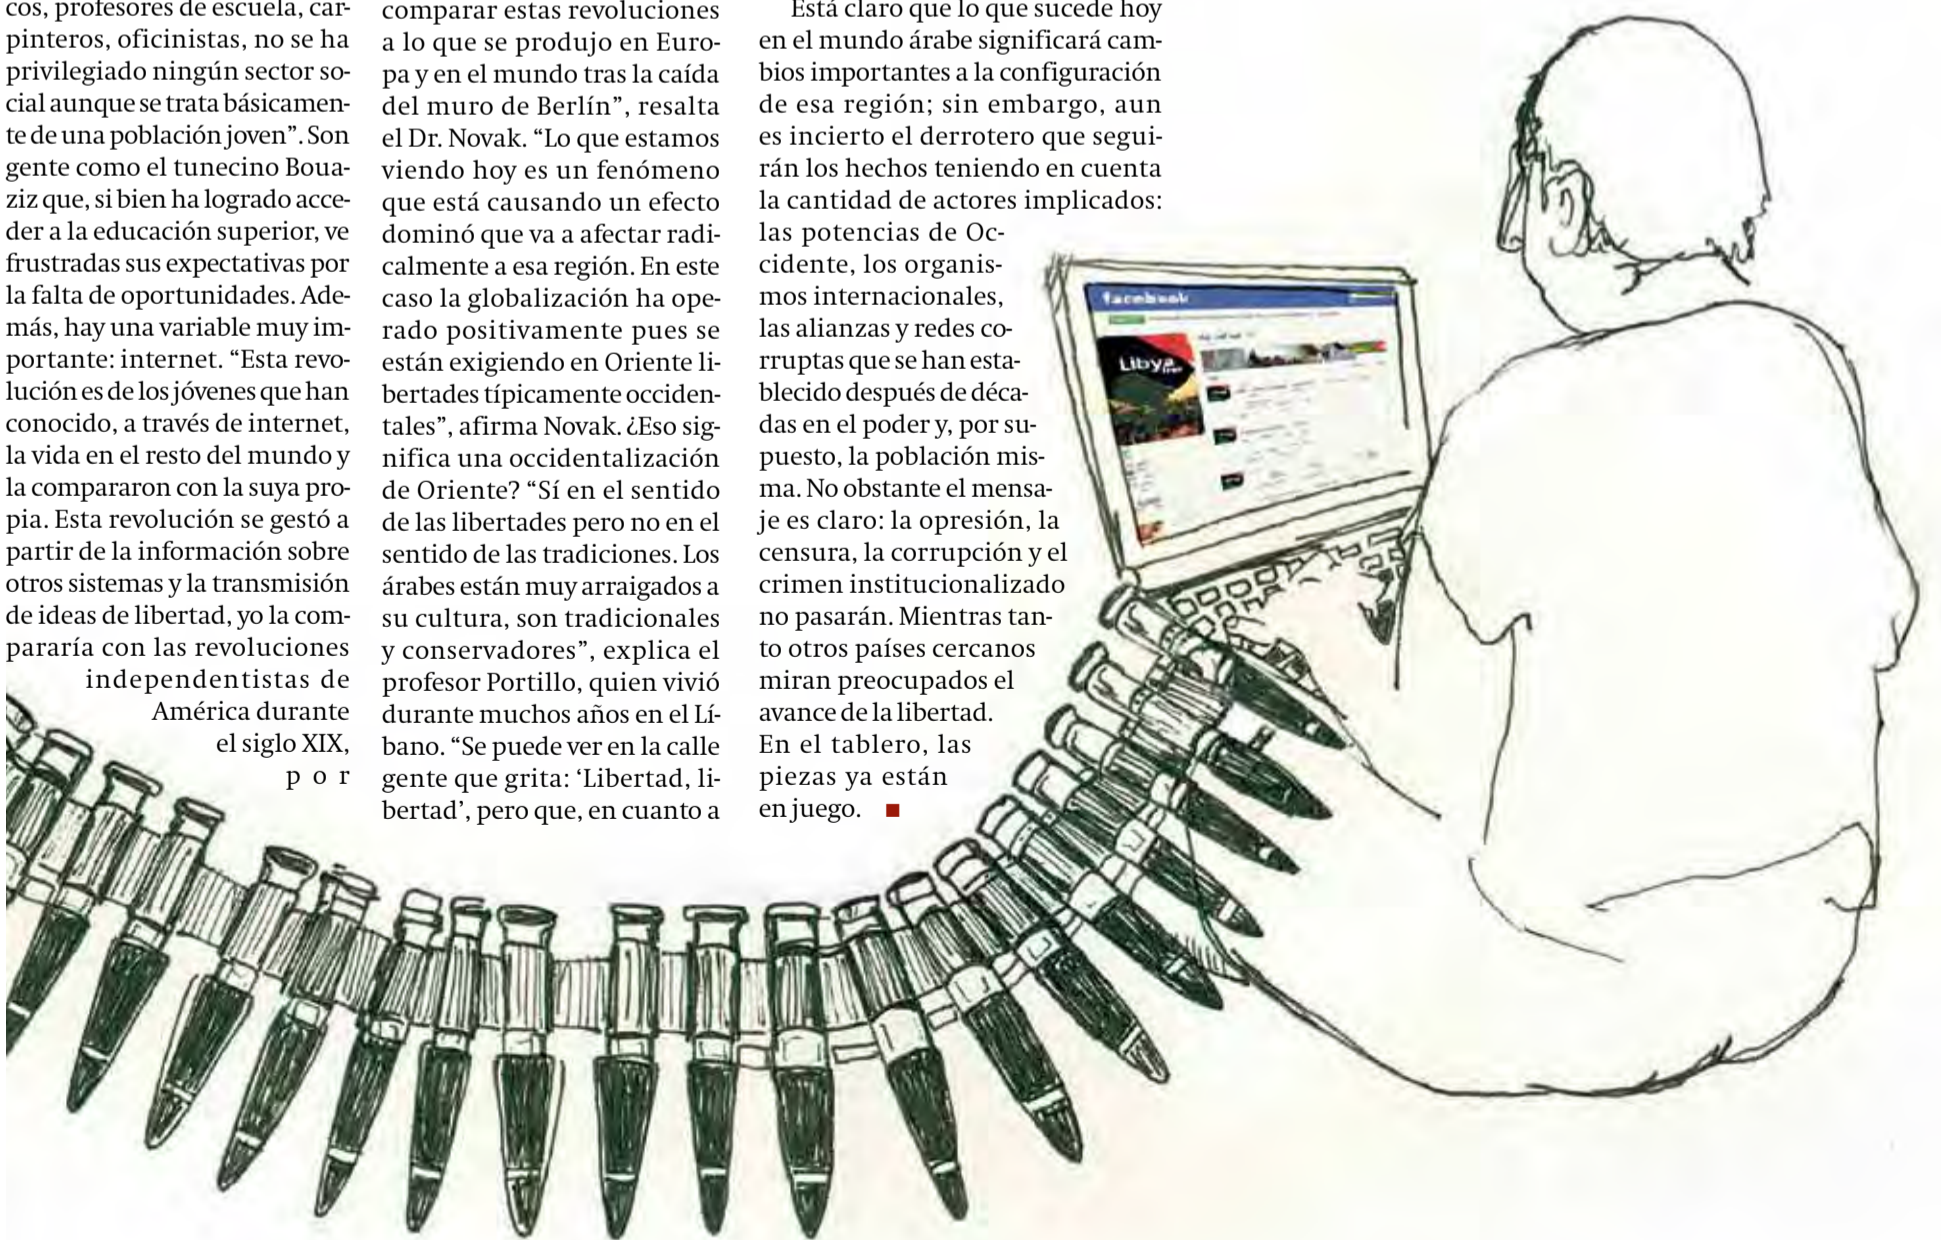 cos, profesores de escuela, car-
pinteros, oficinistas, no se ha
privilegiado ningún sector so-
cial aunque se trata básicamen-
te de una población joven”. Son
gente como el tunecino Boua-
ziz que, si bien ha logrado acce-
der a la educación superior, ve
frustradas sus expectativas por
la falta de oportunidades. Ade-
más, hay una variable muy im-
portante: internet. “Esta revo-
lución es de los jóvenes que han
conocido, a través de internet,
la vida en el resto del mundo y
la compararon con la suya pro-
pia. Esta revolución se gestó a
partir de la información sobre
otros sistemas y la transmisión
de ideas de libertad, yo la com-
pararía con las revoluciones
independentistas de
América durante
el siglo XIX,
por
comparar estas revoluciones
a lo que se produjo en Euro-
pa y en el mundo tras la caída
del muro de Berlín”, resalta
el Dr. Novak. “Lo que estamos
viendo hoy es un fenómeno
que está causando un efecto
dominó que va a afectar radi-
calmente a esa región. En este
caso la globalización ha ope-
rado positivamente pues se
están exigiendo en Oriente li-
bertades típicamente occiden-
tales”, afirma Novak. ¿Eso sig-
nifica una occidentalización
de Oriente? “Sí en el sentido
de las libertades pero no en el
sentido de las tradiciones. Los
árabes están muy arraigados a
su cultura, son tradicionales
y conservadores”, explica el
profesor Portillo, quien vivió
durante muchos años en el Lí-
bano. “Se puede ver en la calle
gente que grita: ‘Libertad, li-
bertad’, pero que, en cuanto a
Está claro que lo que sucede hoy
en el mundo árabe significará cam-
bios importantes a la configuración
de esa región; sin embargo, aun
es incierto el derrotero que segui-
rán los hechos teniendo en cuenta
la cantidad de actores implicados:
las potencias de Oc-
cidente, los organis-
mos internacionales,
las alianzas y redes co-
rruptas que se han esta-
blecido después de déca-
das en el poder y, por su-
puesto, la población mis-
ma. No obstante el mensa-
je es claro: la opresión, la
censura, la corrupción y el
crimen institucionalizado
no pasarán. Mientras tan-
to otros países cercanos
miran preocupados el
avance de la libertad.
En el tablero, las
piezas ya están
en juego.
facebook
Libya